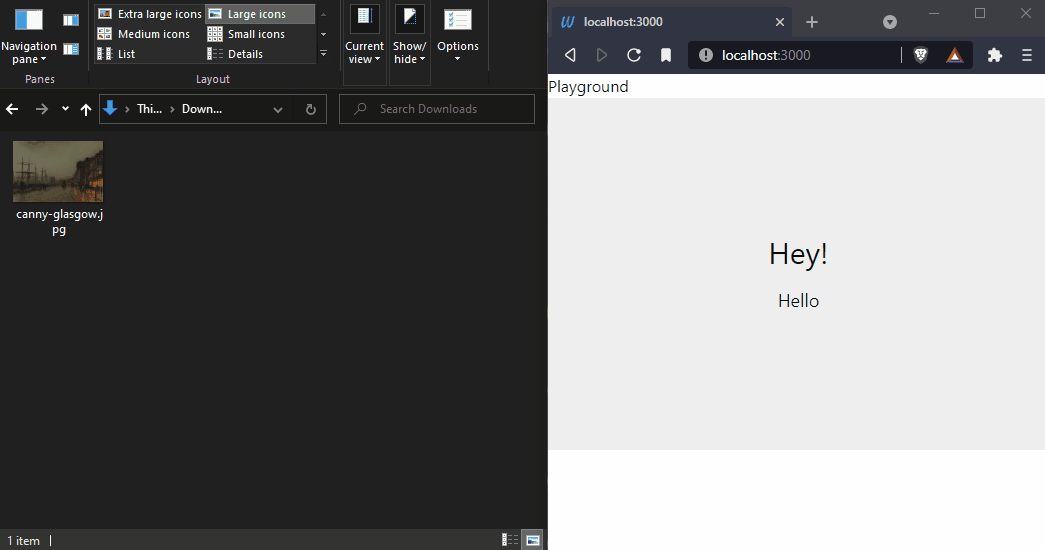 Navigation pane
Panes
Extra large icons
Large icons
Medium icons
Small icons
List
Details
Layout
Current view
Show/ hide
Options
Thi...
Down...
Search Downloads
canny-glasgow.j
pg
1 item
localhost:3000
localhost:3000
Playground
Hey!
Hello